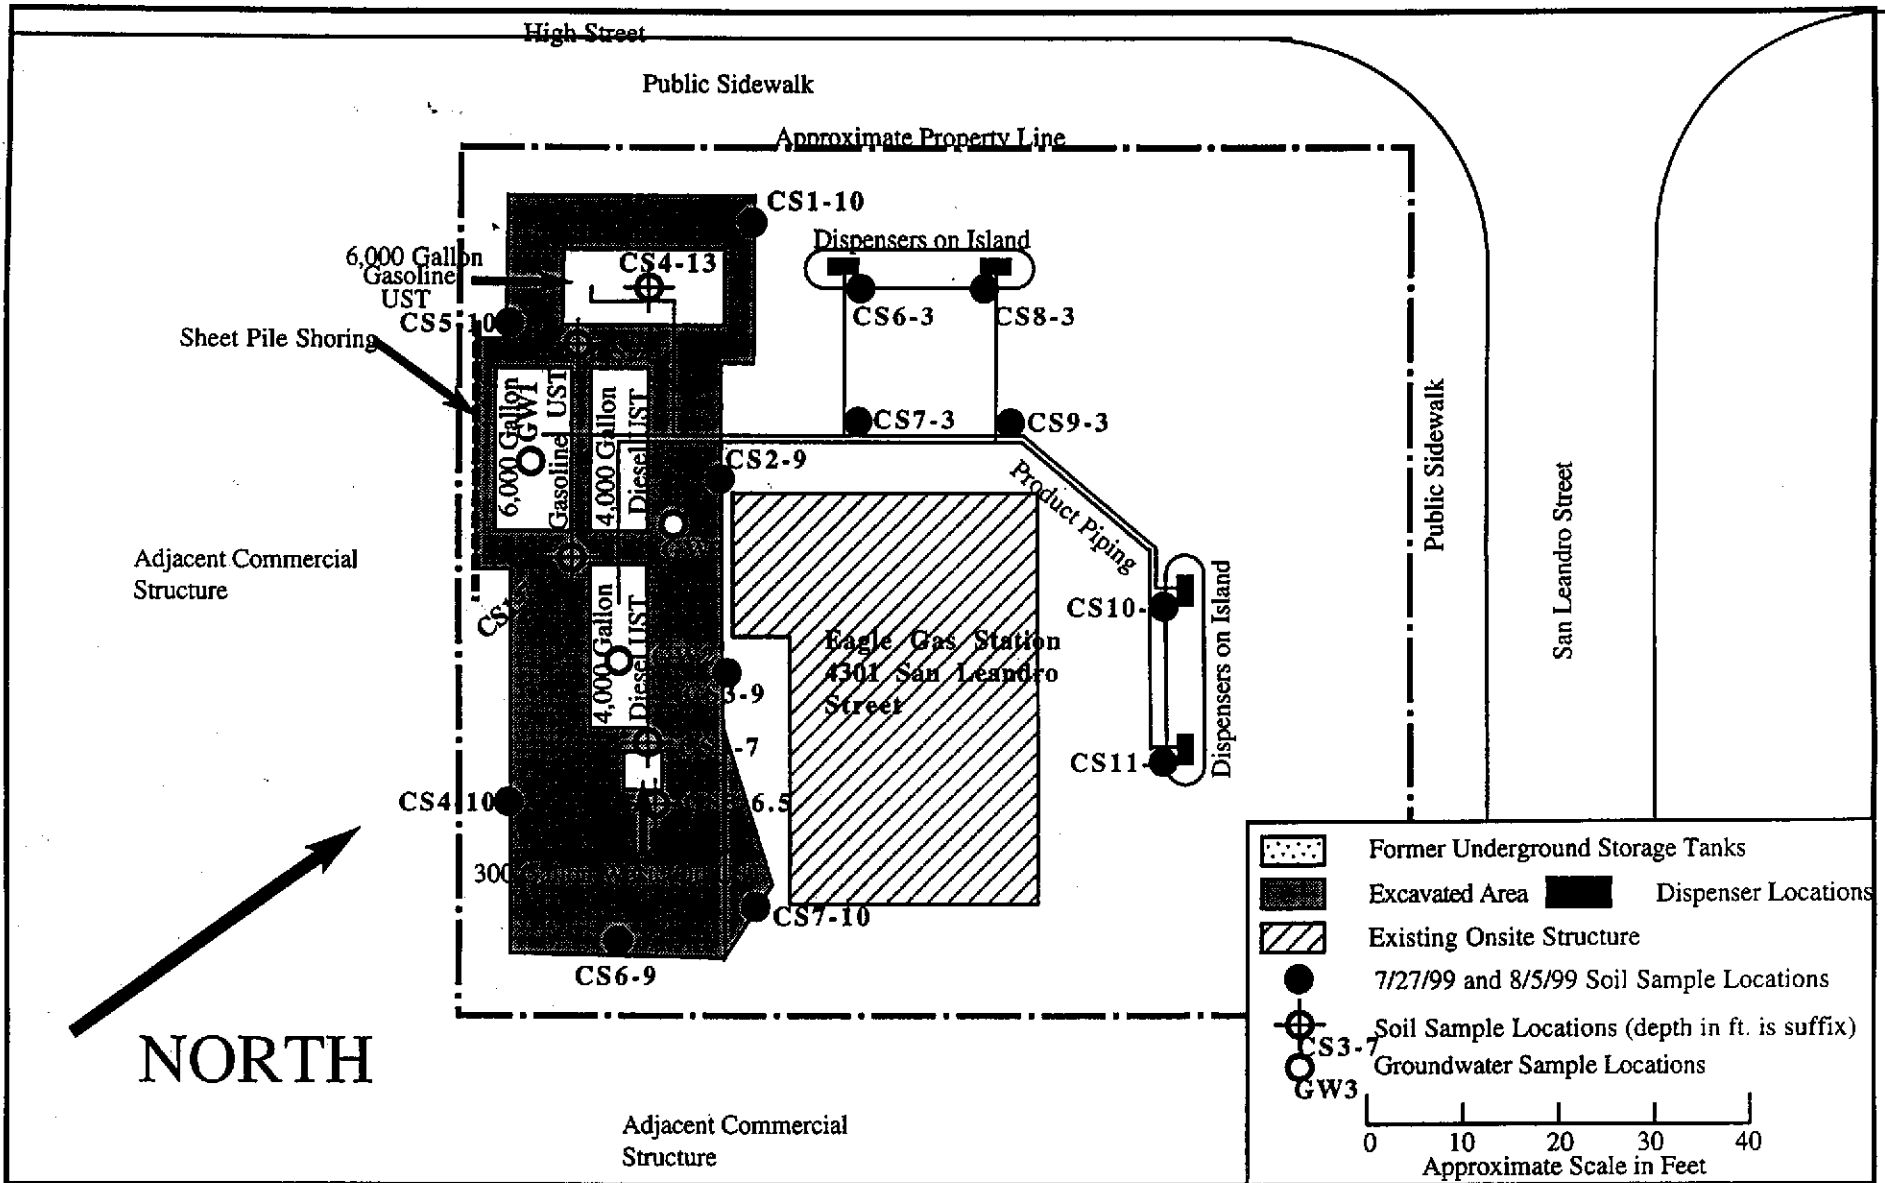 High Street
Public Sidewalk
Approximate Property Line
CS1-10
Dispensers on Island
6,000 Gallon
Gasoline
UST
CS4-13
CS5-10
CS6-3
CS8-3
Sheet Pile Shoring
6,000 Gallon
Gasoline UST
GW1
4,000 Gallon
Diesel UST
CS7-3
CS9-3
CS2-9
Product Piping
Public Sidewalk
San Leandro Street
Adjacent Commercial
Structure
4,000 Gallon
Diesel UST
CS10-
Dispensers on Island
Eagle Gas Station
4301 San Leandro
Street
3-9
-7
CS11-
CS4-10
6.5
300
CS7-10
CS6-9
NORTH
Adjacent Commercial
Structure
Former Underground Storage Tanks
Excavated Area
Dispenser Locations
Existing Onsite Structure
7/27/99 and 8/5/99 Soil Sample Locations
Soil Sample Locations (depth in ft. is suffix)
CS3-7
Groundwater Sample Locations
GW3
0 10 20 30 40
Approximate Scale in Feet